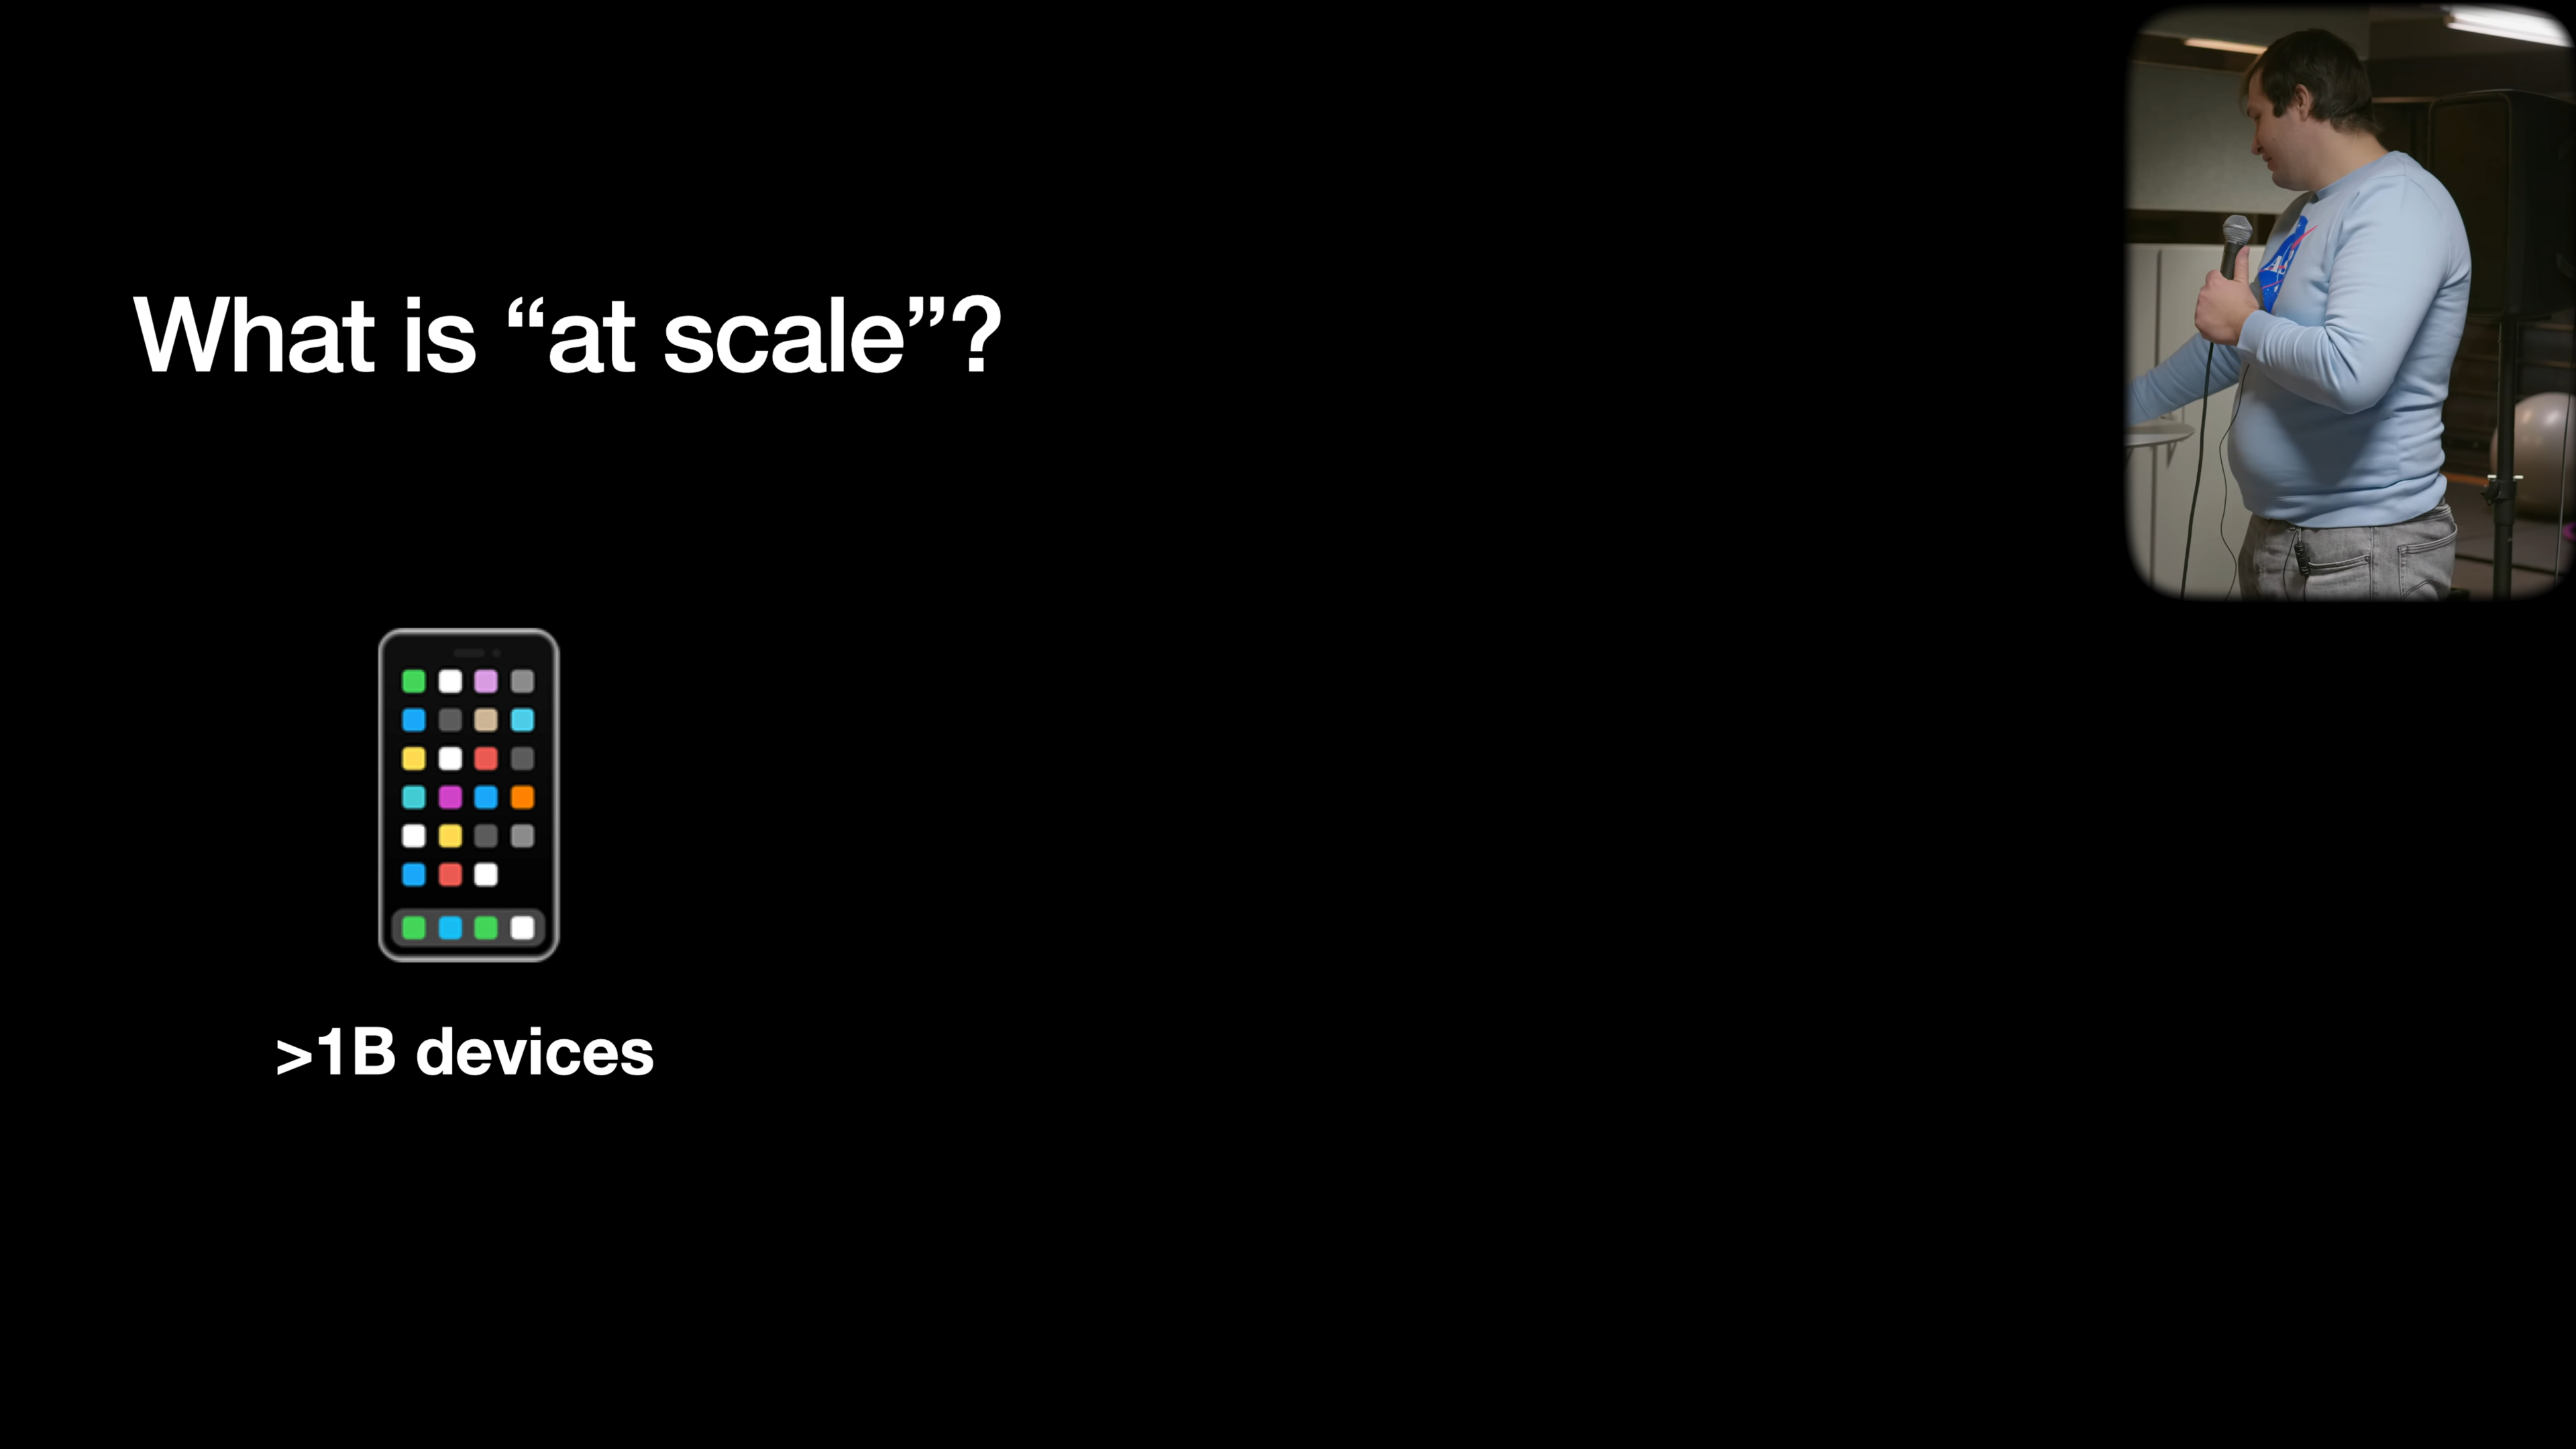 What is “at scale”?
>1B devices